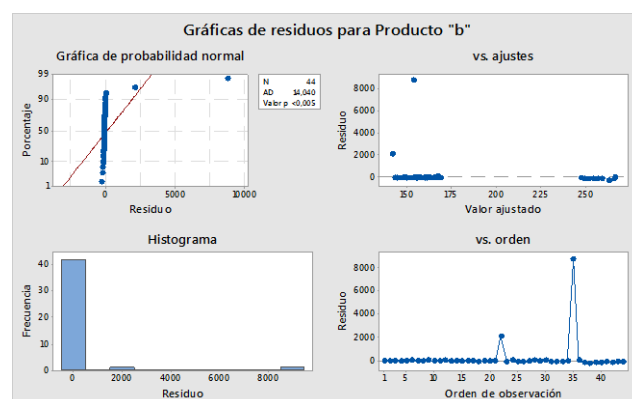 Gráficas de residuos para Producto "b"
Gráfica de probabilidad normal
99
90
50
10
1
Porcentaje
0 5000 10000
Residuo
N 44
AD 14,040
Valor p <0,005
vs. ajustes
8000
6000
4000
2000
0
Residuo
150 175 200 225 250
Valor ajustado
Histograma
40
30
20
10
0
Frecuencia
0 2000 4000 6000 8000
Residuo
vs. orden
8000
6000
4000
2000
0
Residuo
1 5 10 15 20 25 30 35 40
Orden de observación